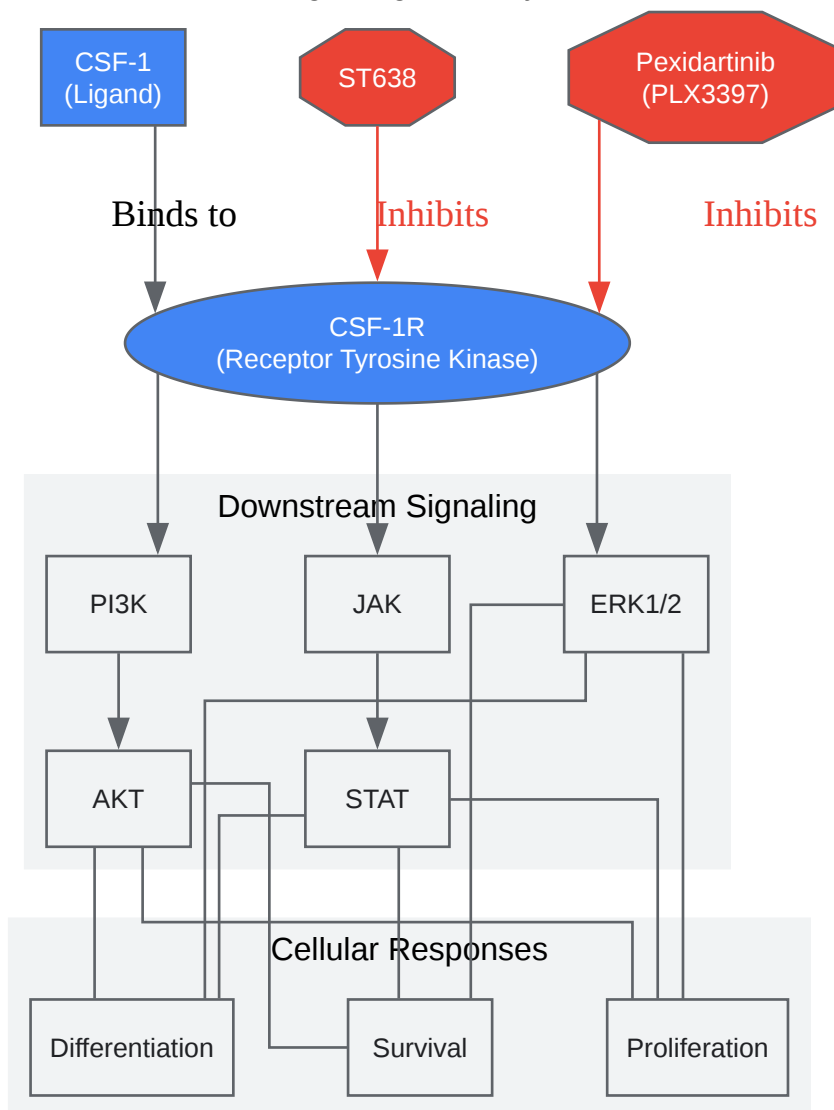 CSF-1
(Ligand)
ST638
Pexidartinib
(PLX3397)
Binds to
Inhibits
Inhibits
CSF-1R
(Receptor Tyrosine Kinase)
Downstream Signaling
PI3K
JAK
ERK1/2
AKT
STAT
Cellular Responses
Differentiation
Survival
Proliferation